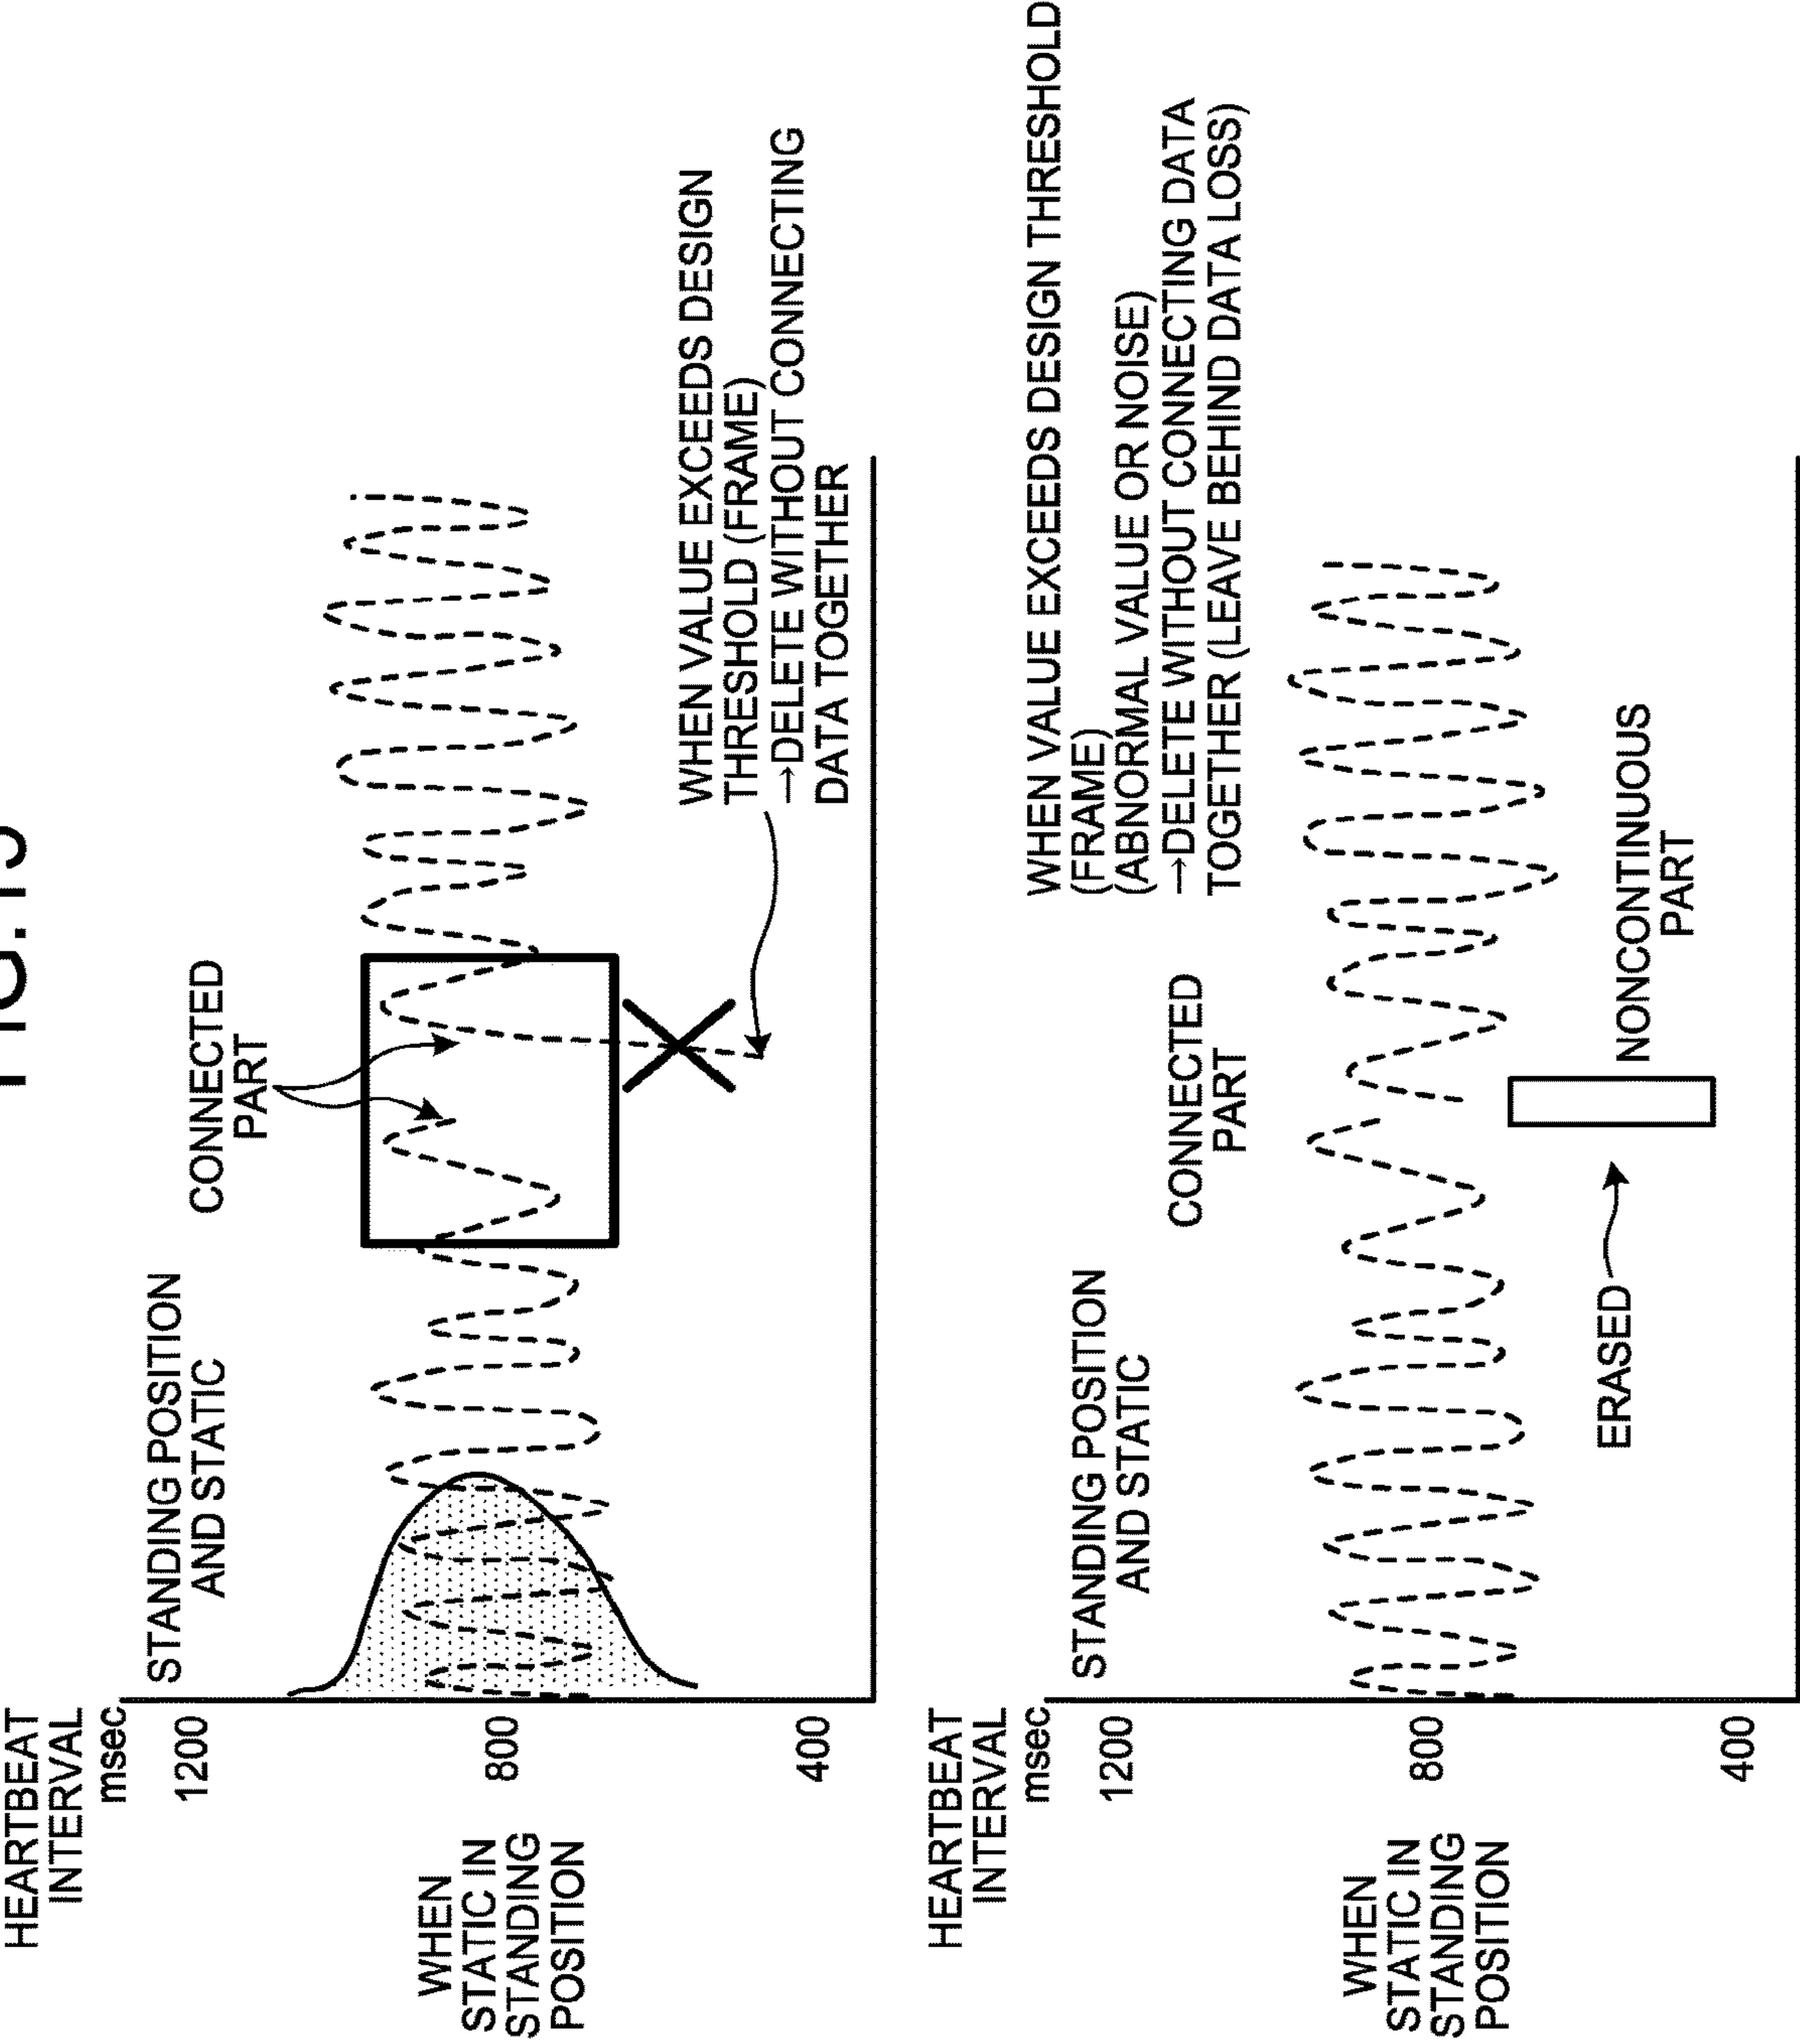 FIG.
HEARTBEAT
INTERVAL
msec
1200
800
400
WHEN
STATIC IN
STANDING
POSITION
STANDING POSITION
AND STATIC
CONNECTED
PART
WHEN VALUE EXCEEDS DESIGN
THRESHOLD (FRAME)
→DELETE WITHOUT CONNECTING
DATA TOGETHER
HEARTBEAT
INTERVAL
msec
1200
800
400
WHEN
STATIC IN
STANDING
POSITION
STANDING POSITION
AND STATIC
CONNECTED
PART
WHEN VALUE EXCEEDS DESIGN THRESHOLD
(FRAME)
(ABNORMAL VALUE OR NOISE)
→DELETE WITHOUT CONNECTING DATA
TOGETHER (LEAVE BEHIND DATA LOSS)
ERASED
NONCONTINUOUS
PART